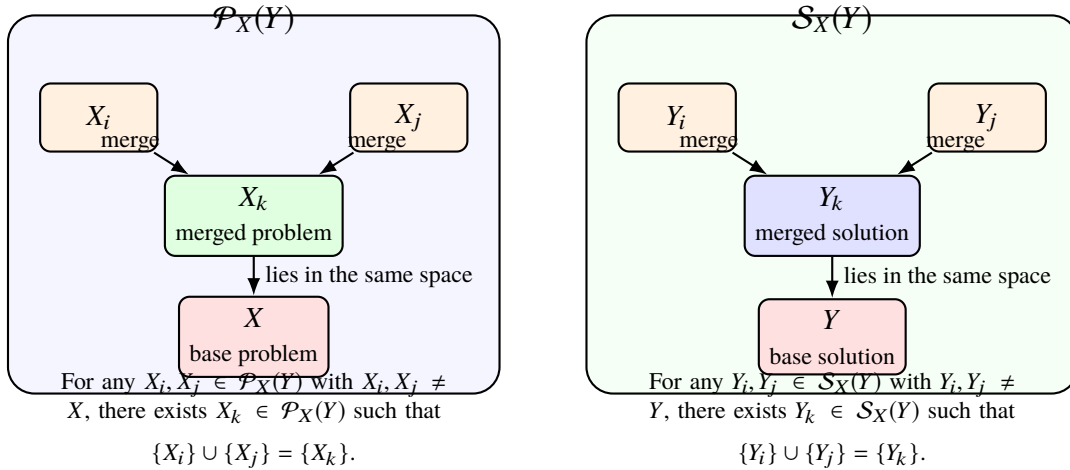 𝒫_X(Y)
X_i
X_j
merge
merge
X_k
merged problem
lies in the same space
X
base problem
For any X_i, X_j ∈ 𝒫_X(Y) with X_i, X_j ≠
X, there exists X_k ∈ 𝒫_X(Y) such that
{X_i} ∪ {X_j} = {X_k}.
𝒮_X(Y)
Y_i
Y_j
merge
merge
Y_k
merged solution
lies in the same space
Y
base solution
For any Y_i, Y_j ∈ 𝒮_X(Y) with Y_i, Y_j ≠
Y, there exists Y_k ∈ 𝒮_X(Y) such that
{Y_i} ∪ {Y_j} = {Y_k}.